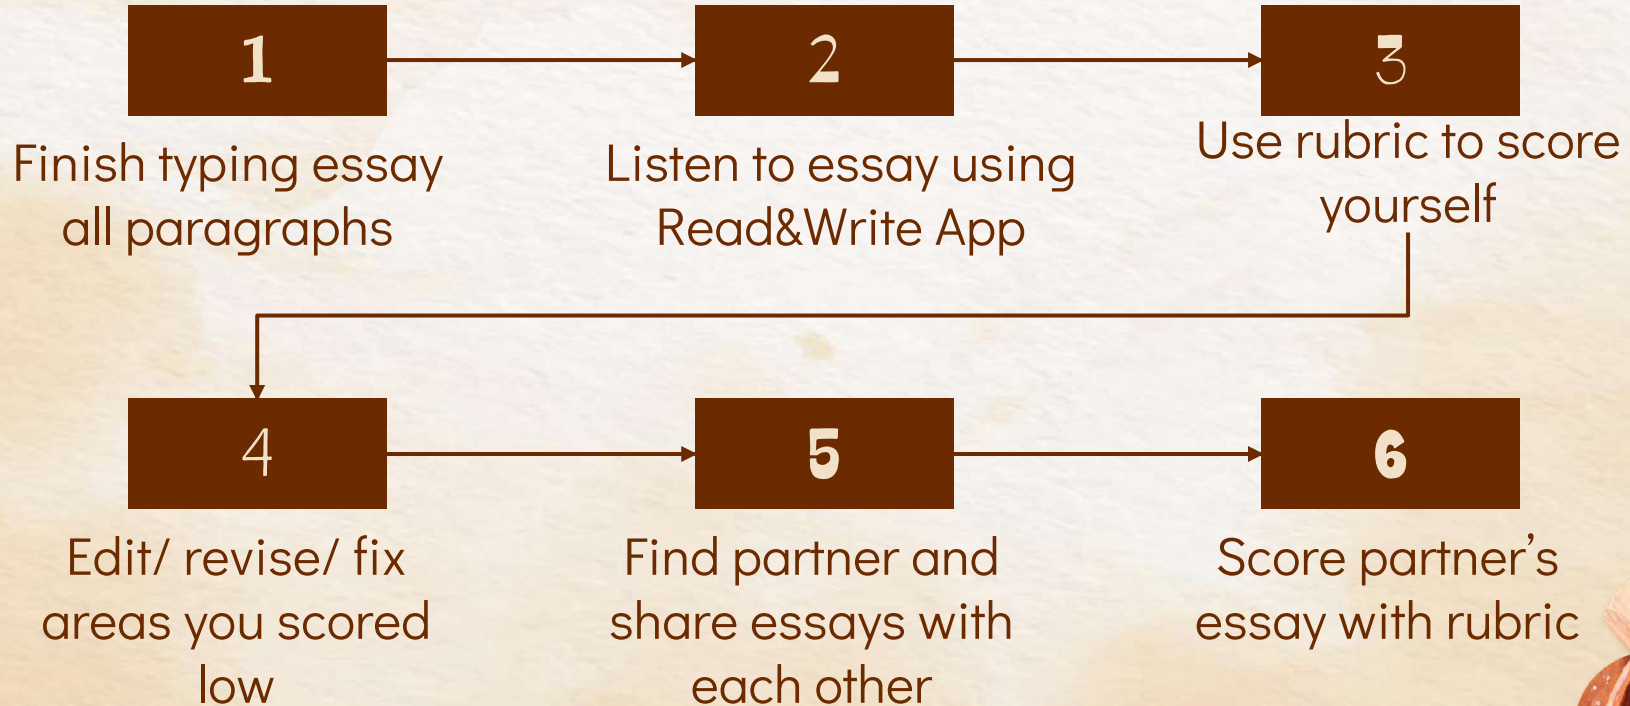 1
Finish typing essay
all paragraphs
2
Listen to essay using
Read&Write App
3
Use rubric to score
yourself
4
Edit/ revise/ fix
areas you scored
low
5
Find partner and
share essays with
each other
6
Score partner’s
essay with rubric